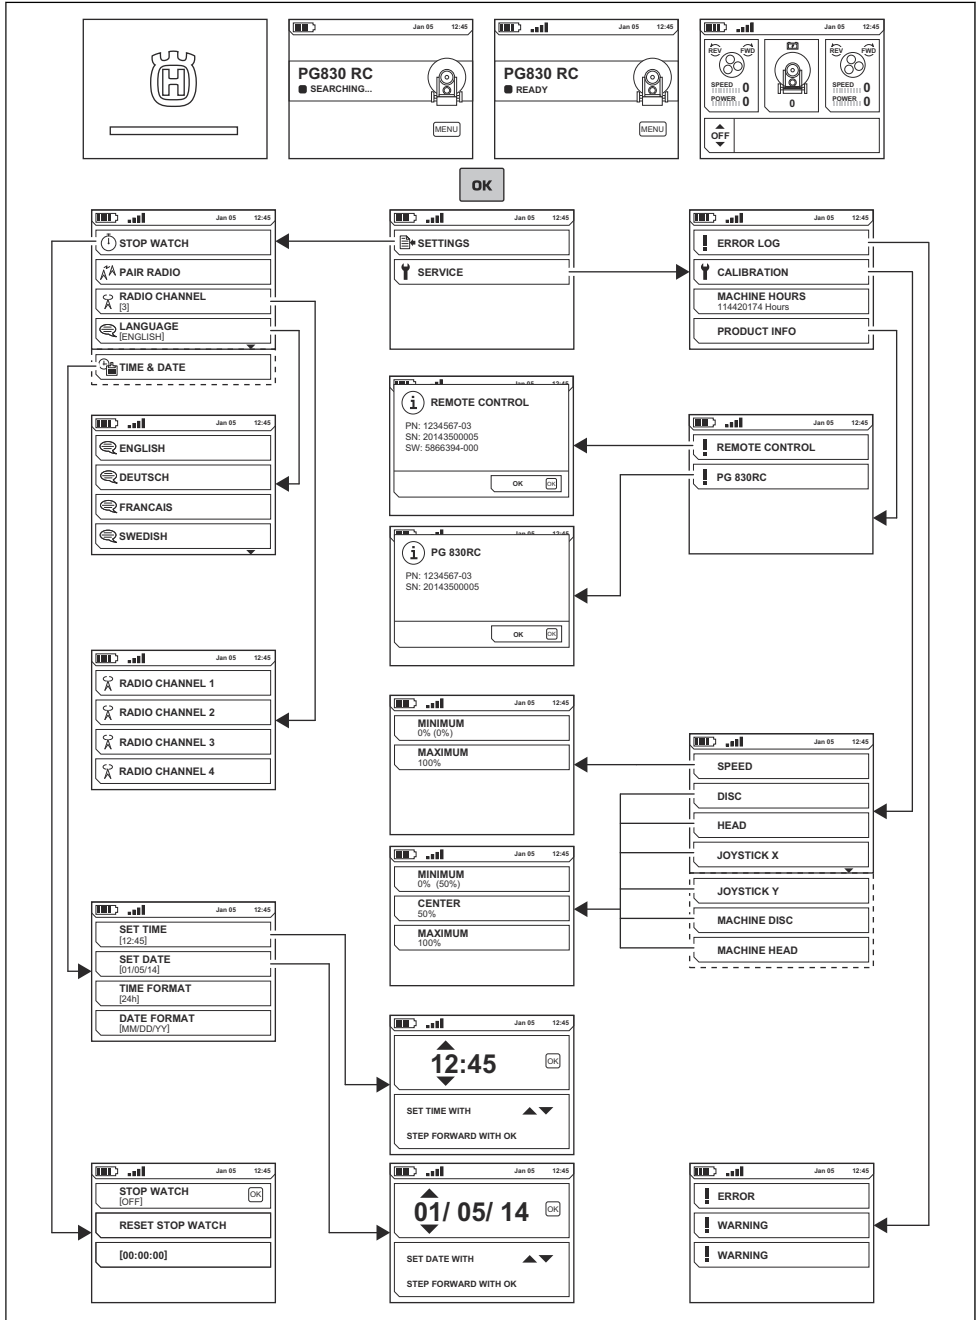 Jan 05 12:45
PG830 RC
SEARCHING...
MENU
Jan 05 12:45
PG830 RC
READY
MENU
Jan 05 12:45
REV FWD
SPEED 0
POWER 0
0
REV FWD
SPEED 0
POWER 0
OFF
OK
Jan 05 12:45
STOP WATCH
PAIR RADIO
RADIO CHANNEL
[3]
LANGUAGE
[ENGLISH]
TIME & DATE
Jan 05 12:45
SETTINGS
SERVICE
Jan 05 12:45
ERROR LOG
CALIBRATION
MACHINE HOURS
114420174 Hours
PRODUCT INFO
Jan 05 12:45
ENGLISH
DEUTSCH
FRANCAIS
SWEDISH
Jan 05 12:45
REMOTE CONTROL
PN: 1234567-03
SN: 20143500005
SW: 5866394-000
OK OK
Jan 05 12:45
REMOTE CONTROL
PG 830RC
Jan 05 12:45
PG 830RC
PN: 1234567-03
SN: 20143500005
OK OK
Jan 05 12:45
RADIO CHANNEL 1
RADIO CHANNEL 2
RADIO CHANNEL 3
RADIO CHANNEL 4
Jan 05 12:45
MINIMUM
0% (0%)
MAXIMUM
100%
Jan 05 12:45
SPEED
DISC
HEAD
JOYSTICK X
JOYSTICK Y
MACHINE DISC
MACHINE HEAD
Jan 05 12:45
MINIMUM
0% (50%)
CENTER
50%
MAXIMUM
100%
Jan 05 12:45
SET TIME
[12:45]
SET DATE
[01/05/14]
TIME FORMAT
[24h]
DATE FORMAT
[MM/DD/YY]
Jan 05 12:45
12:45 OK
SET TIME WITH
STEP FORWARD WITH OK
Jan 05 12:45
STOP WATCH OK
[OFF]
RESET STOP WATCH
[00:00:00]
Jan 05 12:45
01/ 05/ 14 OK
SET DATE WITH
STEP FORWARD WITH OK
Jan 05 12:45
ERROR
WARNING
WARNING